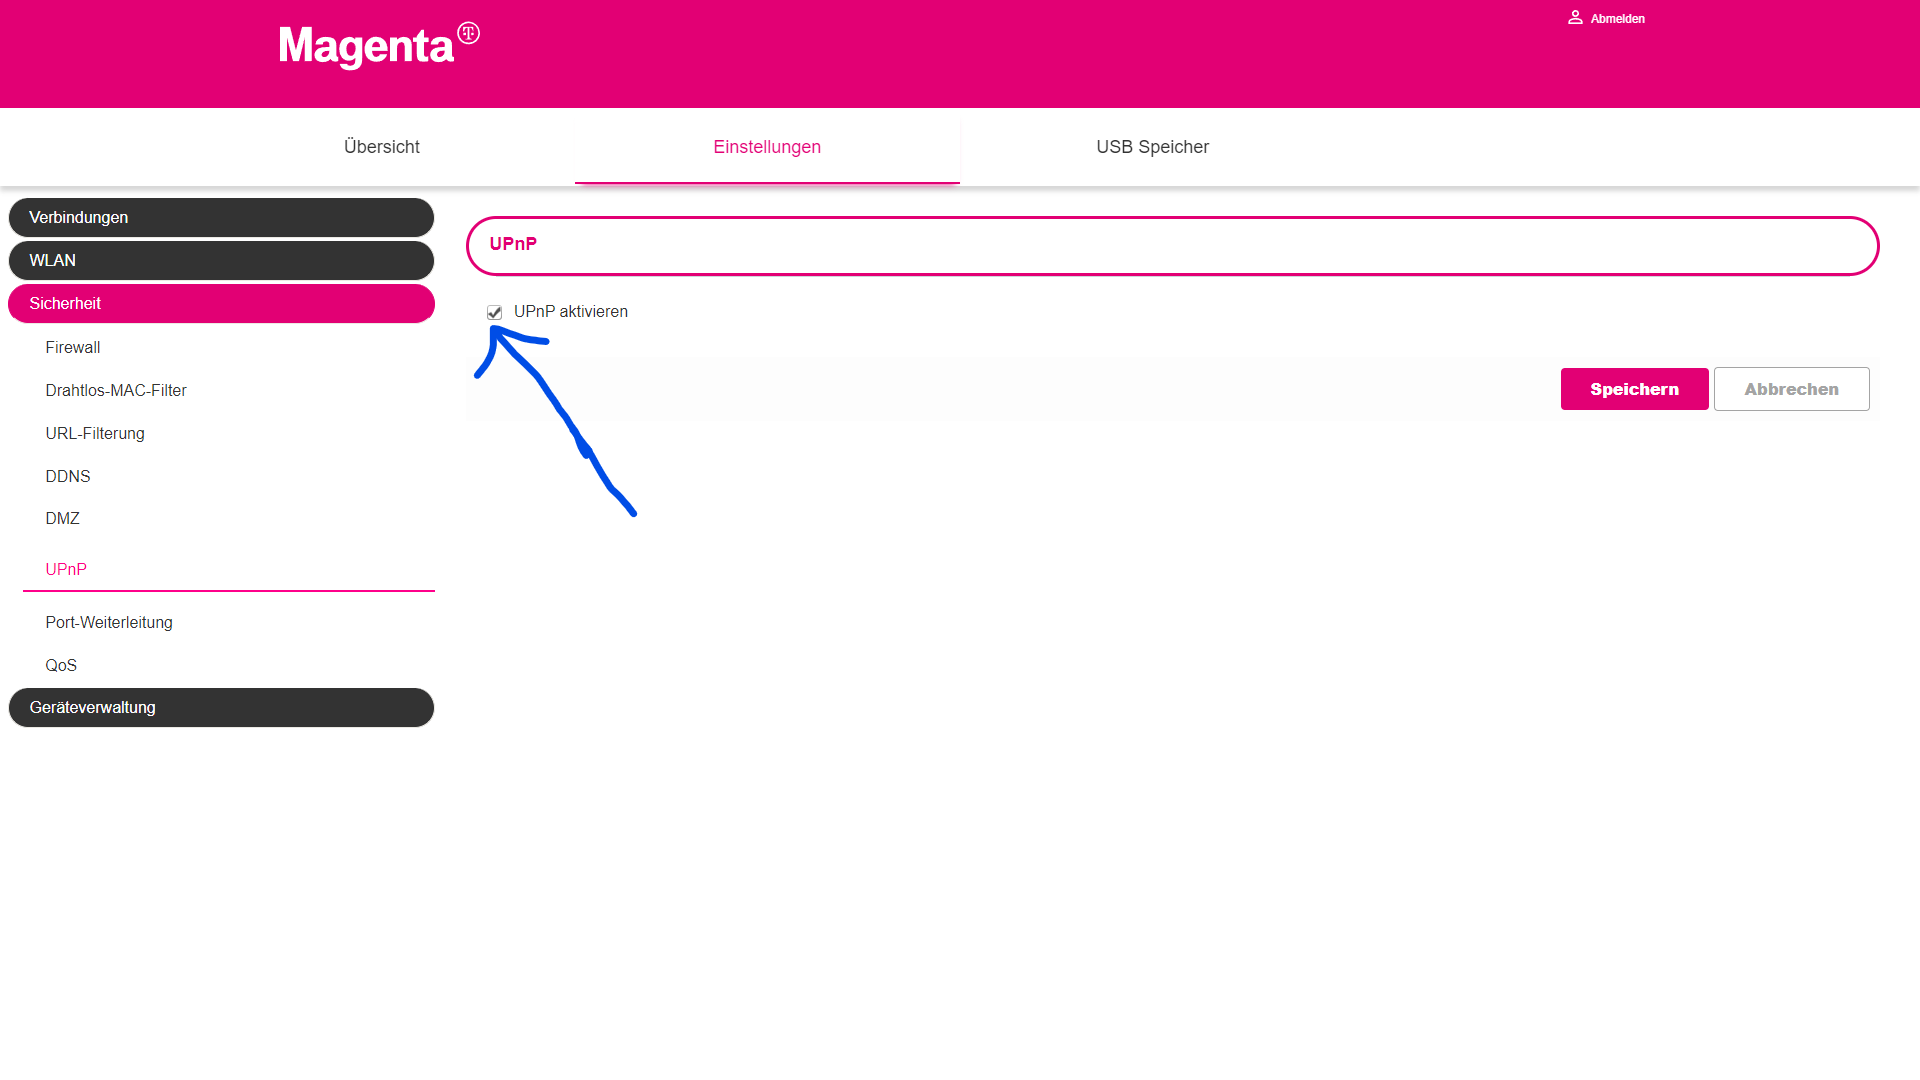 Magenta T
Abmelden
Übersicht
Einstellungen
USB Speicher
Verbindungen
WLAN
Sicherheit
Firewall
Drahtlos-MAC-Filter
URL-Filterung
DDNS
DMZ
UPnP
Port-Weiterleitung
QoS
Geräteverwaltung
UPnP
UPnP aktivieren
Speichern
Abbrechen